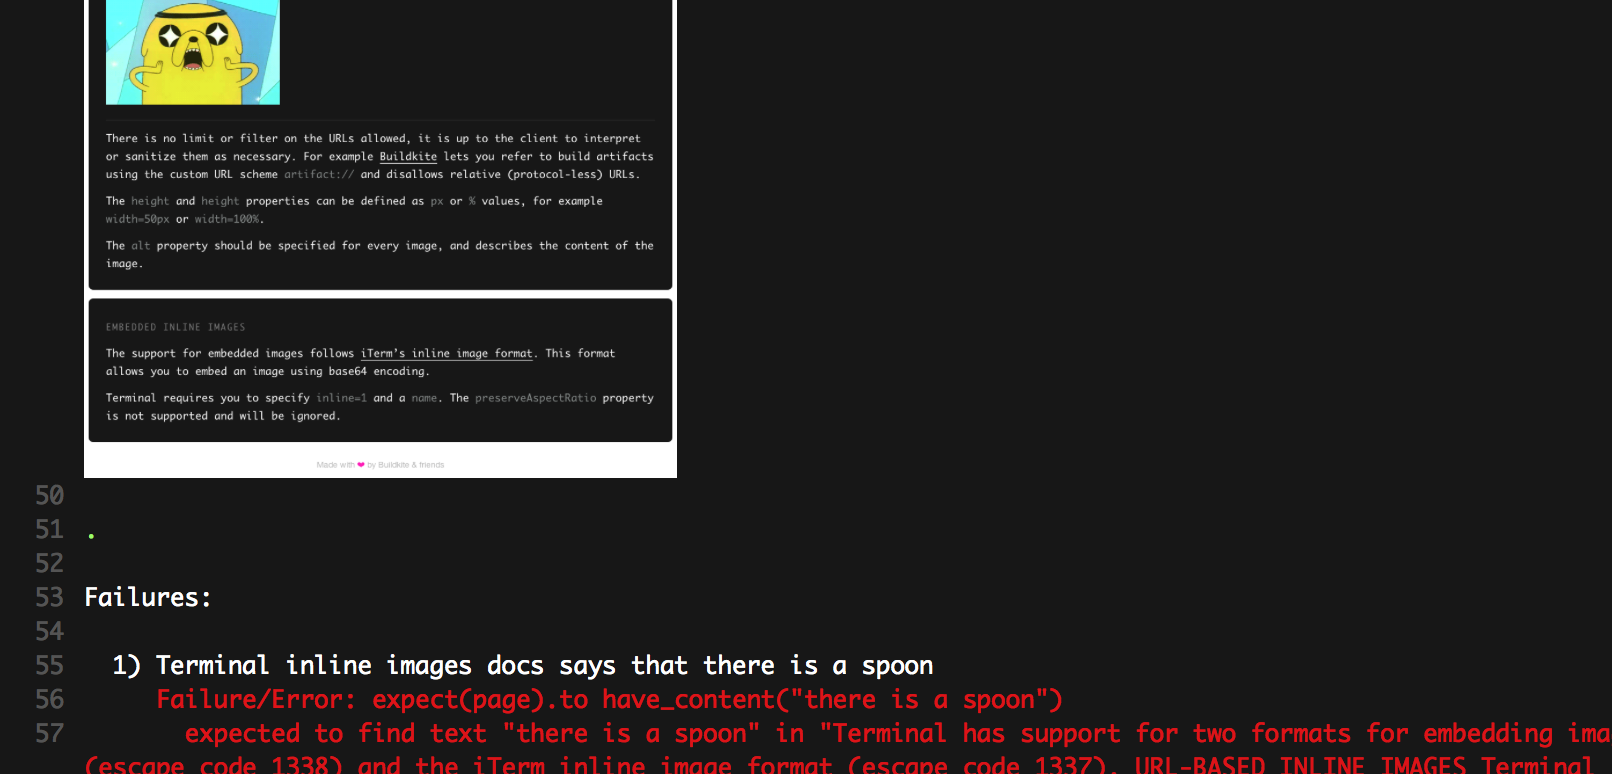 There is no limit or filter on the URLs allowed, it is up to the client to interpret
or sanitize them as necessary. For example Buildkite lets you refer to build artifacts
using the custom URL scheme artifact:// and disallows relative (protocol-less) URLs.
The height and height properties can be defined as px or % values, for example
width=50px or width=100%.
The alt property should be specified for every image, and describes the content of the
image.
EMBEDDED INLINE IMAGES
The support for embedded images follows iTerm's inline image format. This format
allows you to embed an image using base64 encoding.
Terminal requires you to specify inline=1 and a name. The preserveAspectRatio property
is not supported and will be ignored.
Made with ❤ by Buildkite & friends
50
51 .
52
53 Failures:
54
55 1) Terminal inline images docs says that there is a spoon
56 Failure/Error: expect(page).to have_content("there is a spoon")
57 expected to find text "there is a spoon" in "Terminal has support for two formats for embedding ima
(escape code 1338) and the iTerm inline image format (escape code 1337). URL-BASED INLINE IMAGES Terminal